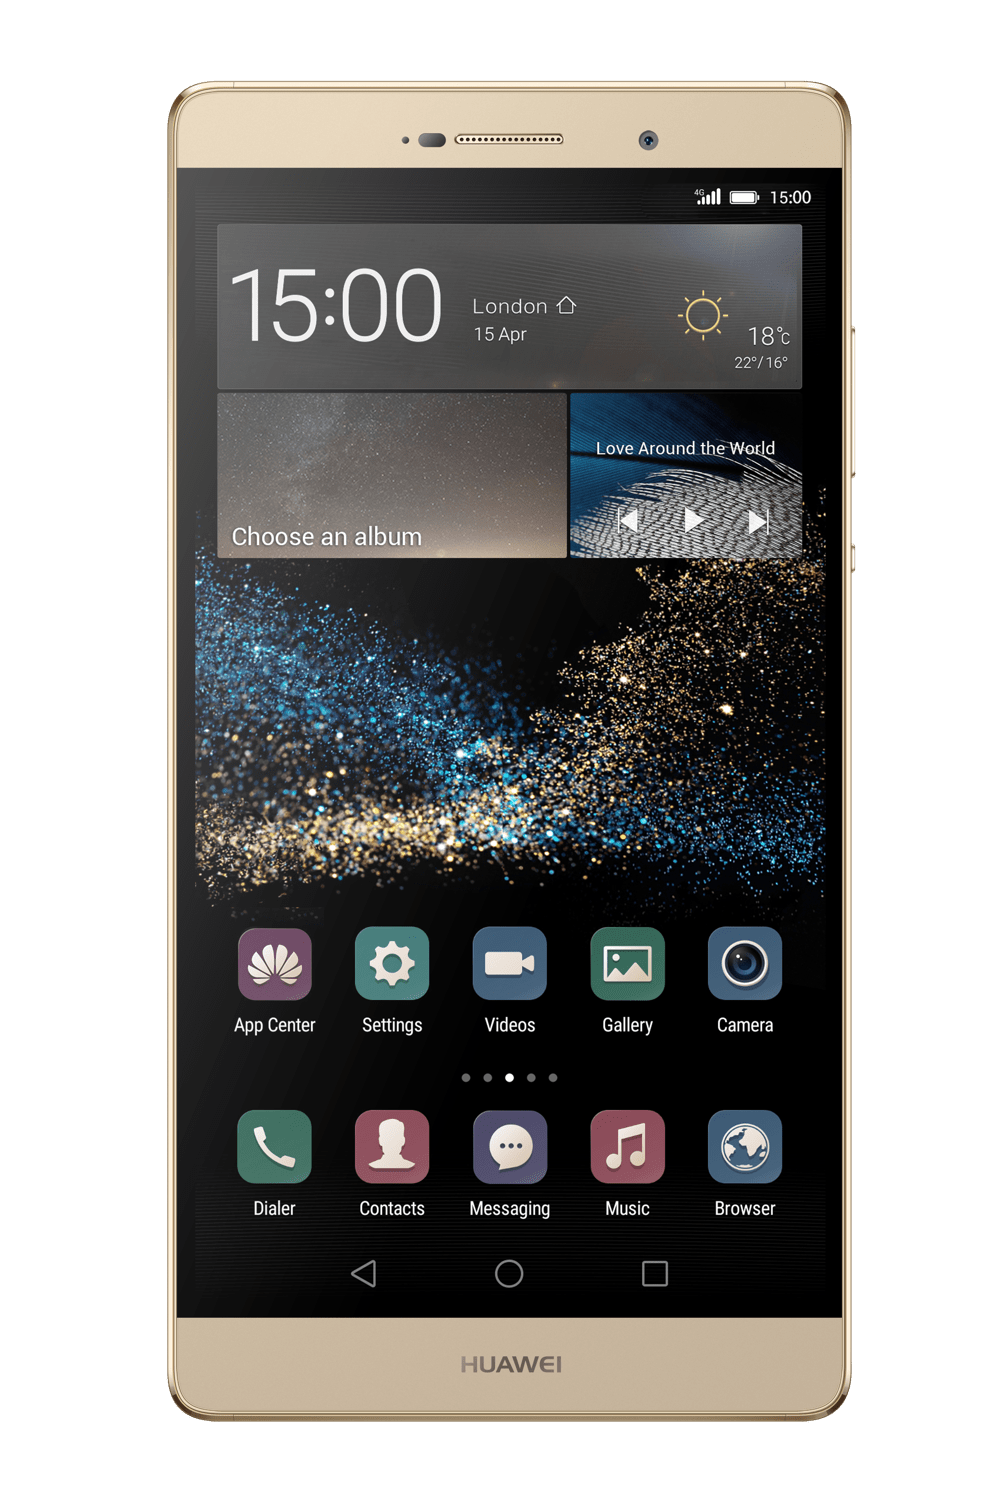 4G 15:00
15:00
London
15 Apr
18°c
22°/16°
Love Around the World
Choose an album
App Center
Settings
Videos
Gallery
Camera
Dialer
Contacts
Messaging
Music
Browser
HUAWEI